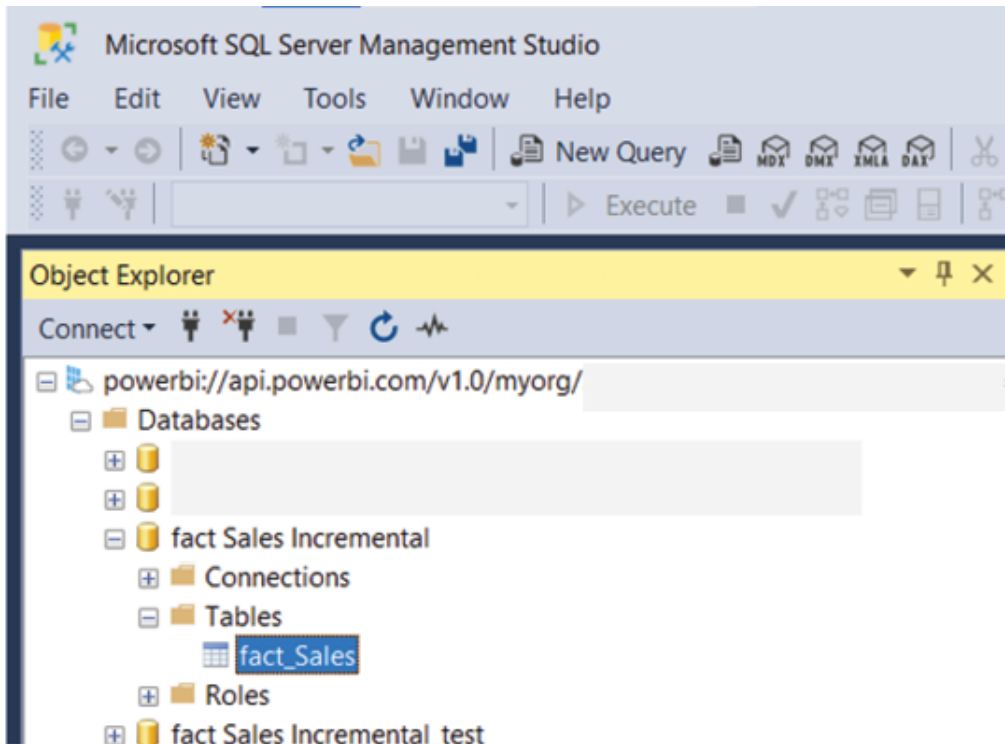 Microsoft SQL Server Management Studio
File Edit View Tools Window Help
New Query MDX DMX XMLA DAX
Execute
Object Explorer
Connect
powerbi://api.powerbi.com/v1.0/myorg/
Databases
fact Sales Incremental
Connections
Tables
fact_Sales
Roles
fact Sales Incremental_test